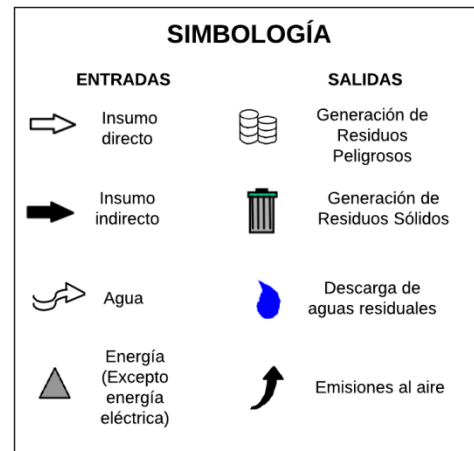 SIMBOLOGÍA
ENTRADAS
SALIDAS
Insumo
directo
Generación de
Residuos
Peligrosos
Insumo
indirecto
Generación de
Residuos Sólidos
Agua
Descarga de
aguas residuales
Energía
(Excepto
energía
eléctrica)
Emisiones al aire